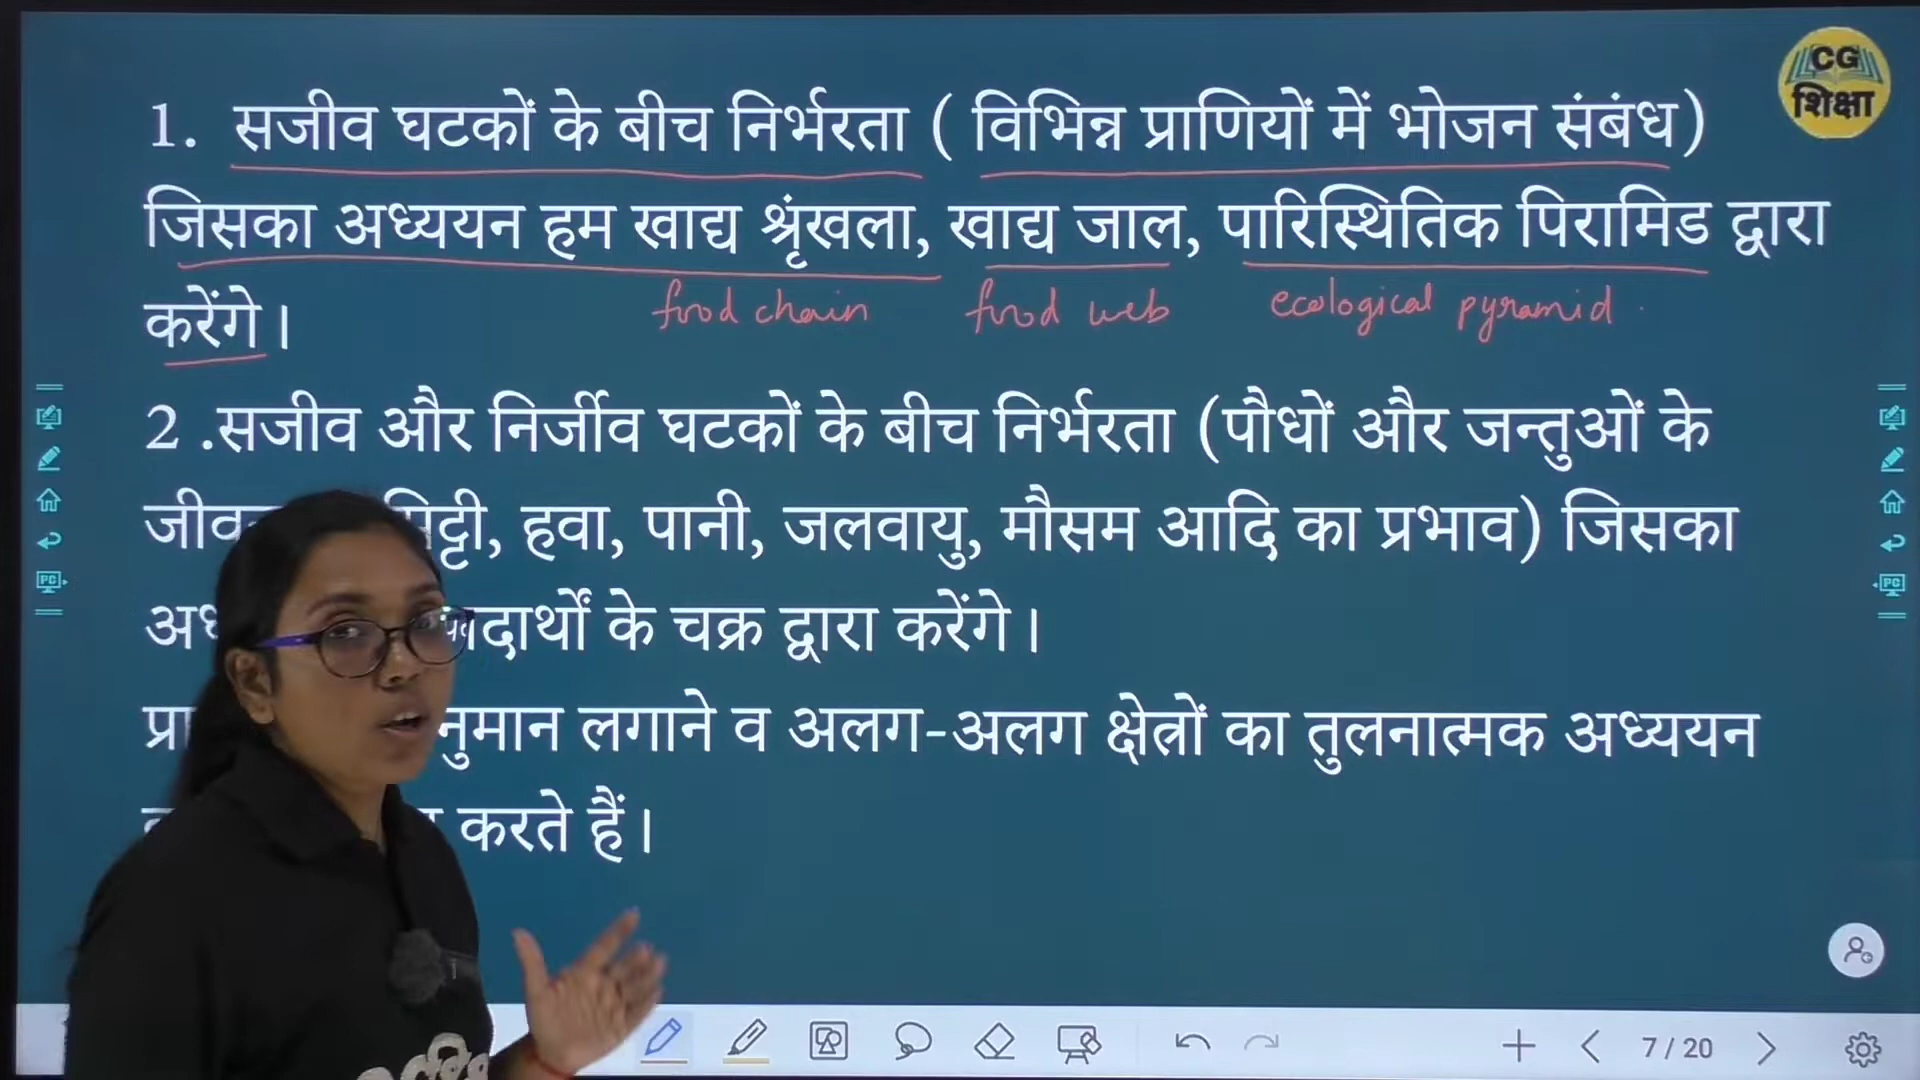 CG
शिक्षा
1. सजीव घटकों के बीच निर्भरता ( विभिन्न प्राणियों में भोजन संबंध)
जिसका अध्ययन हम खाद्य श्रृंखला, खाद्य जाल, पारिस्थितिक पिरामिड द्वारा
food chain food web ecological pyramid
करेंगे।
2 .सजीव और निर्जीव घटकों के बीच निर्भरता (पौधों और जन्तुओं के
हवा, पानी, जलवायु, मौसम आदि का प्रभाव) जिसका
के चक्र द्वारा करेंगे।
लगाने व अलग-अलग क्षेत्रों का तुलनात्मक अध्ययन
करते हैं।
PC
PC
7 / 20